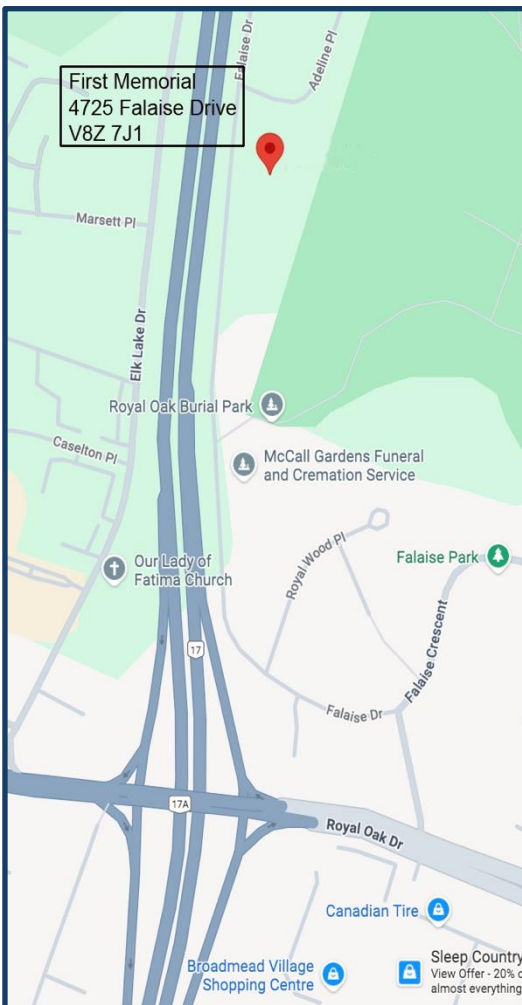 First Memorial
4725 Falaise Drive
V8Z 7J1
Falaise Dr
Adeline Pl
Marsett Pl
Elk Lake Dr
Royal Oak Burial Park
Caselton Pl
McCall Gardens Funeral
and Cremation Service
Our Lady of
Fatima Church
Royal Wood Pl
Falaise Park
17
Falaise Crescent
Falaise Dr
17A
Royal Oak Dr
Canadian Tire
Broadmead Village
Shopping Centre
Sleep Country
View Offer - 20% o
almost everything